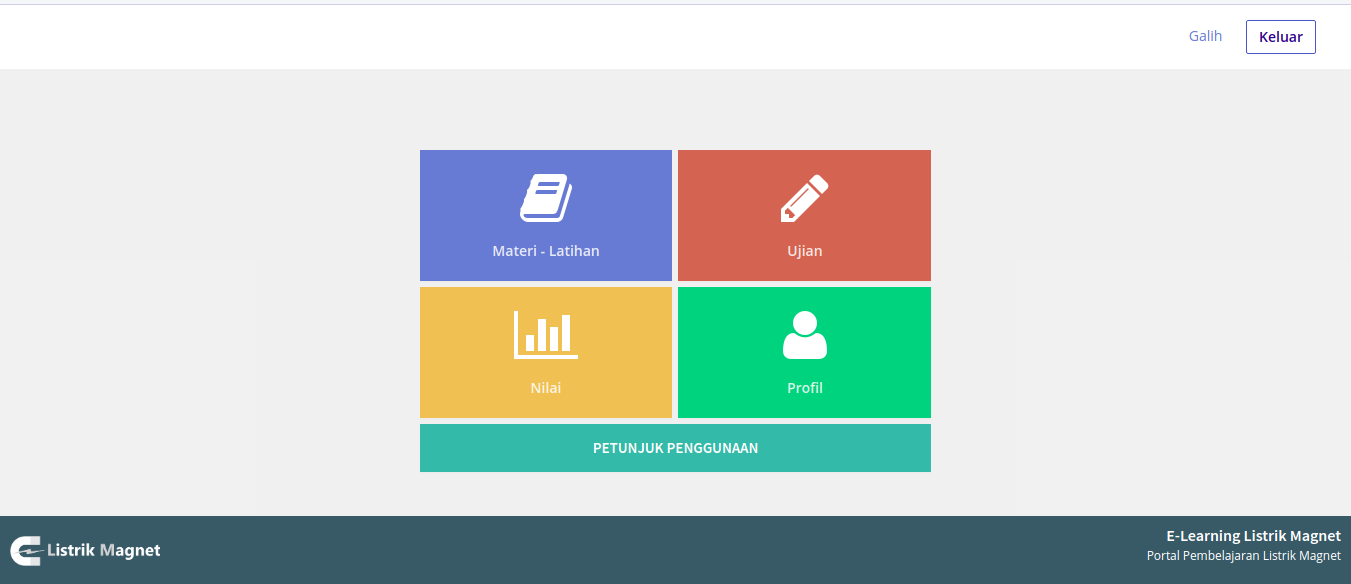 Galih
Keluar
Materi - Latihan
Ujian
Nilai
Profil
PETUNJUK PENGGUNAAN
Listrik Magnet
E-Learning Listrik Magnet
Portal Pembelajaran Listrik Magnet